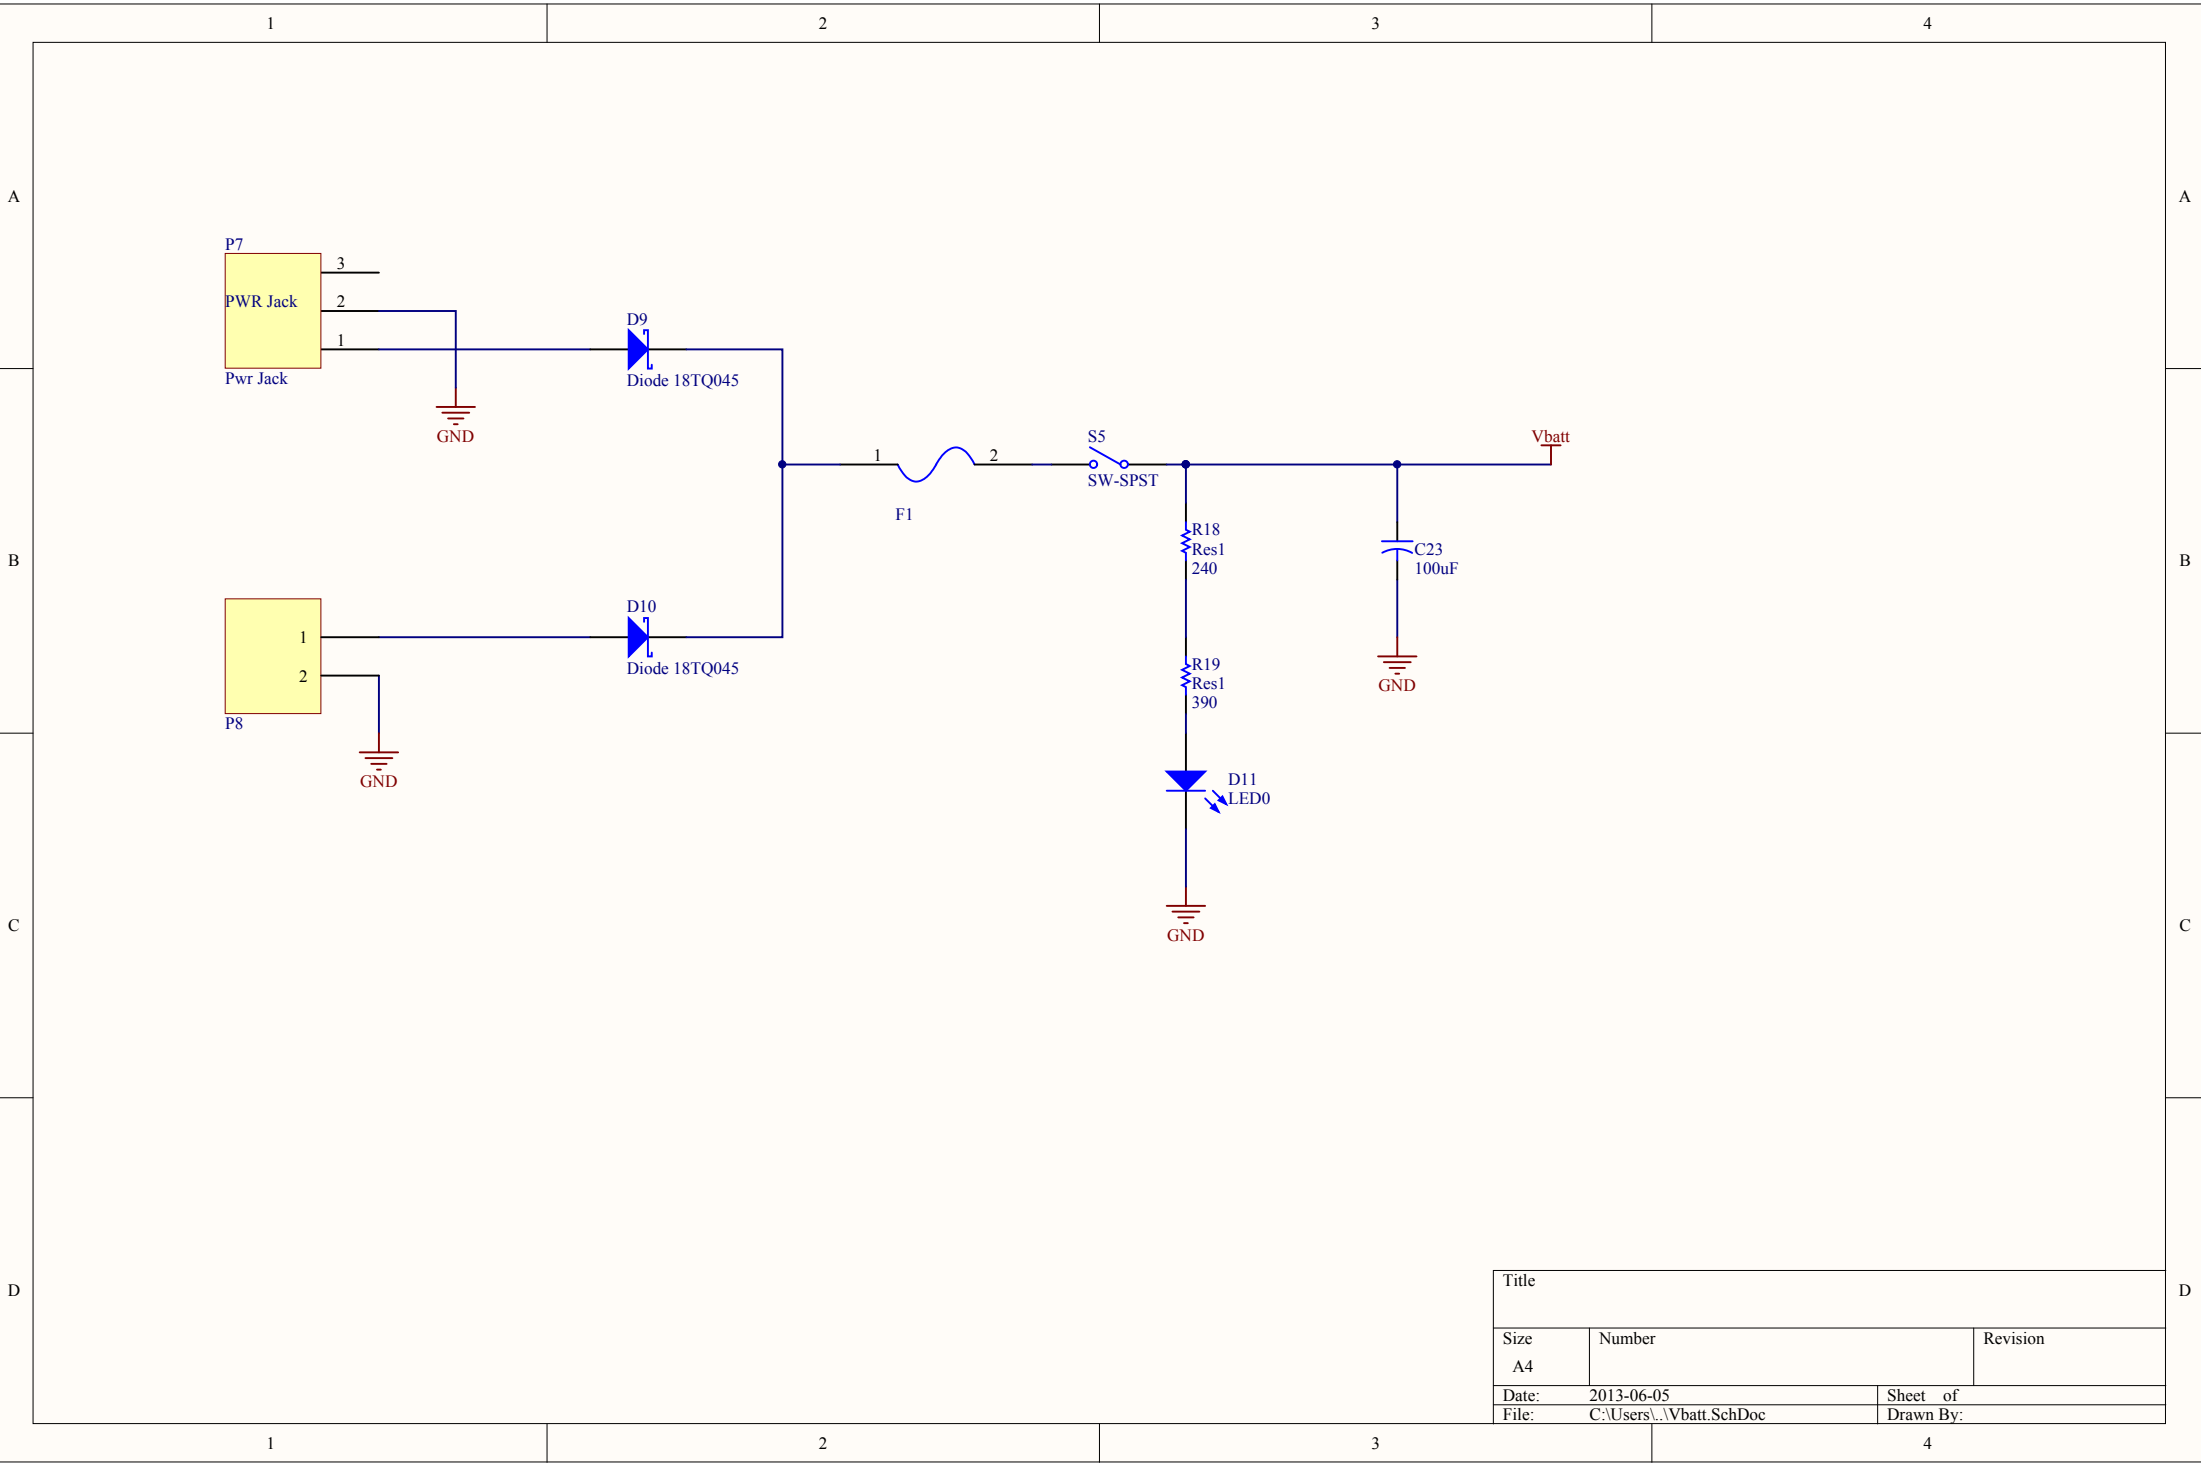 1
2
3
4
A
A
P7
3
PWR Jack
2
1
Pwr Jack
D9
Diode 18TQ045
GND
1
2
F1
S5
SW-SPST
Vbatt
R18
Res1
240
C23
100uF
GND
B
B
1
2
P8
GND
D10
Diode 18TQ045
R19
Res1
390
D11
LED0
GND
C
C
D
D
Title
Size
Number
Revision
A4
Date: 2013-06-05
Sheet of
File: C:\Users\..\Vbatt.SchDoc
Drawn By:
1
2
3
4